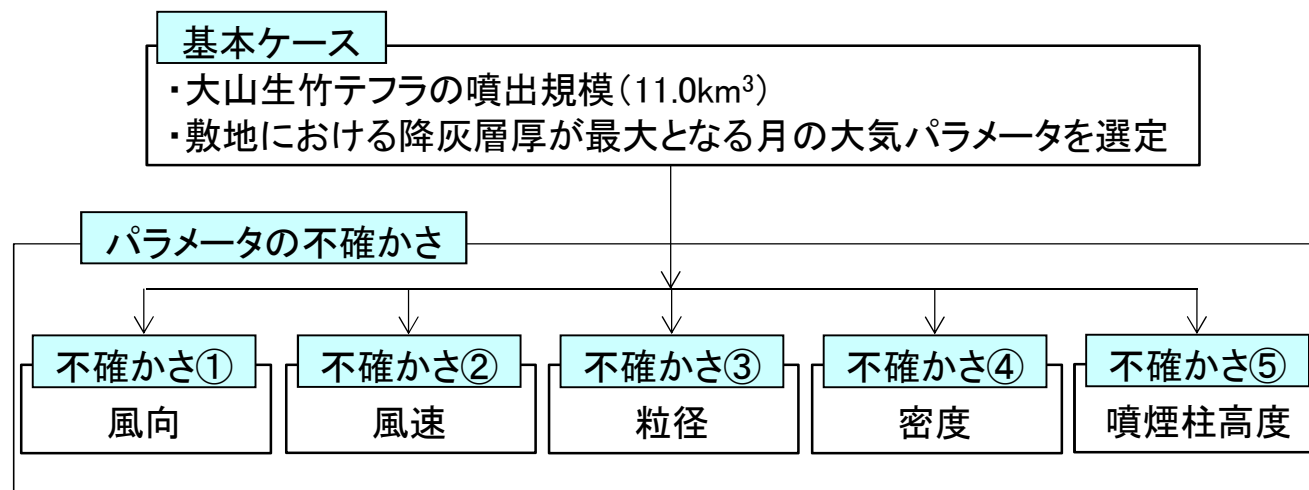 基本ケース
・大山生竹テフラの噴出規模(11.0km³)
・敷地における降灰層厚が最大となる月の大気パラメータを選定
パラメータの不確かさ
不確かさ① 不確かさ② 不確かさ③ 不確かさ④ 不確かさ⑤
風向 風速 粒径 密度 噴煙柱高度